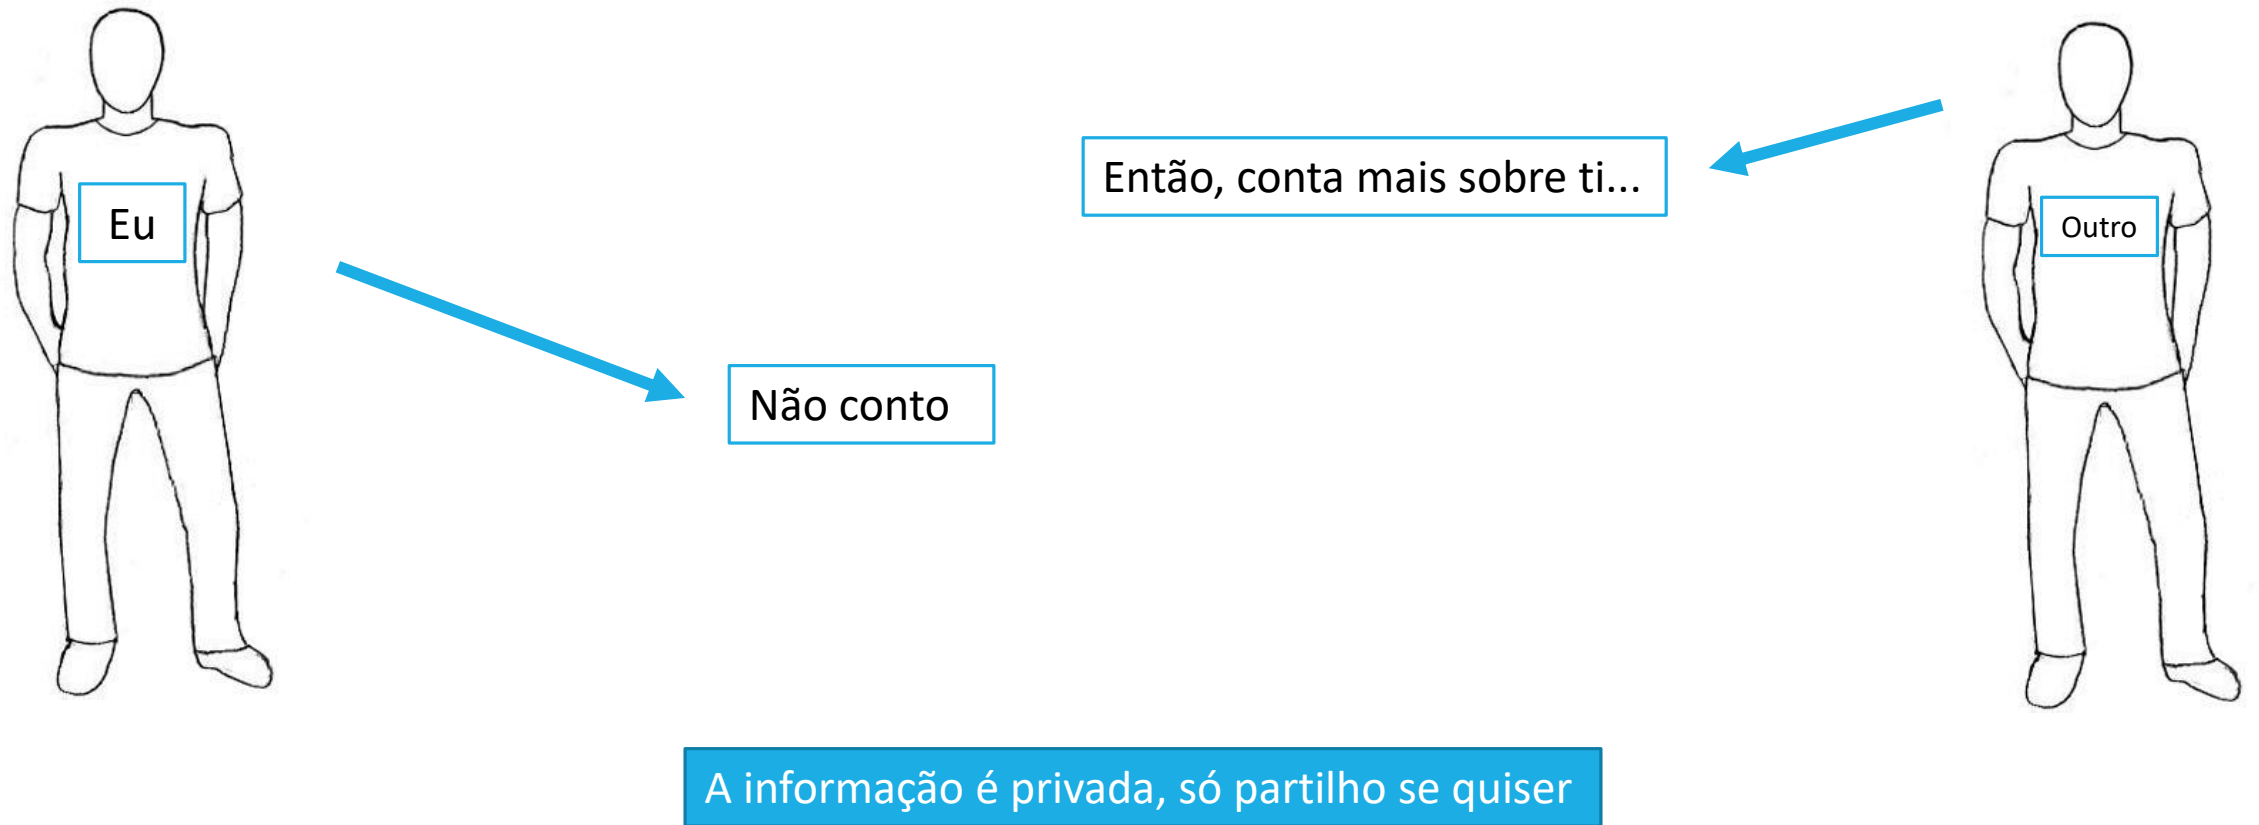 Então, conta mais sobre ti...
Eu
Outro
Não conto
A informação é privada, só partilho se quiser